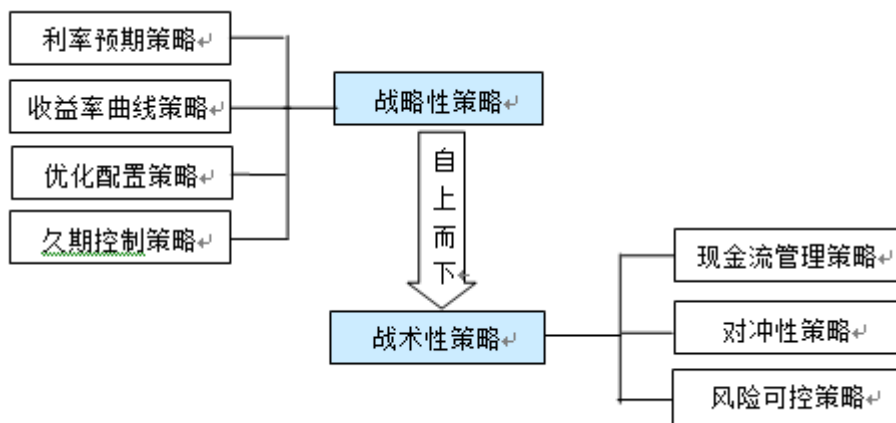 利率预期策略
收益率曲线策略
优化配置策略
久期控制策略
战略性策略
自
上
而
下
战术性策略
现金流管理策略
对冲性策略
风险可控策略